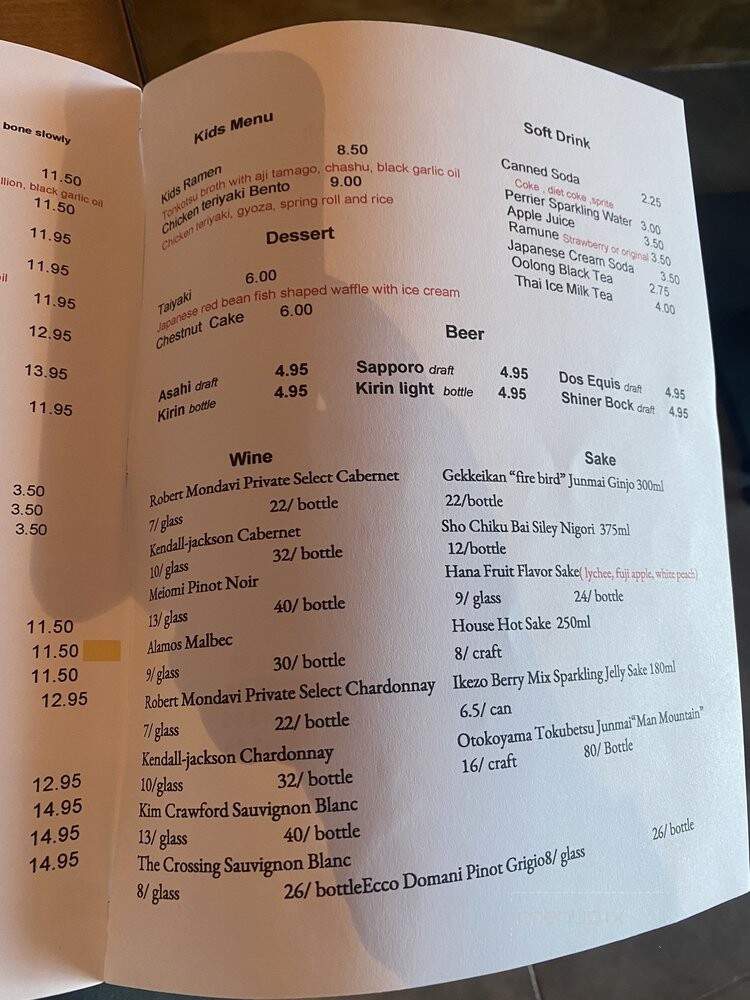 bone slowly
11.50
llion, black garlic oil
11.50
11.95
11.95
oil
11.95
12.95
13.95
11.95
3.50
3.50
3.50
11.50
11.50
11.50
12.95
12.95
14.95
14.95
14.95
Kids Menu
Kids Ramen 8.50
Tonkotsu broth with aji tamago, chashu, black garlic oil
Chicken teriyaki Bento 9.00
Chicken teriyaki, gyoza, spring roll and rice
Dessert
Taiyaki 6.00
Japanese red bean fish shaped waffle with ice cream
Chestnut Cake 6.00
Soft Drink
Canned Soda 2.25
Coke , diet coke ,sprite
Perrier Sparkling Water 3.00
Apple Juice 3.50
Ramune Strawberry or original 3.50
Japanese Cream Soda 3.50
Oolong Black Tea 2.75
Thai Ice Milk Tea 4.00
Beer
Asahi draft 4.95 Sapporo draft 4.95 Dos Equis draft 4.95
Kirin bottle 4.95 Kirin light bottle 4.95 Shiner Bock draft 4.95
Wine
Robert Mondavi Private Select Cabernet
7/ glass 22/ bottle
Kendall-jackson Cabernet
10/ glass 32/ bottle
Meiomi Pinot Noir
13/ glass 40/ bottle
Alamos Malbec
9/ glass 30/ bottle
Robert Mondavi Private Select Chardonnay
7/ glass 22/ bottle
Kendall-jackson Chardonnay
10/glass 32/ bottle
Kim Crawford Sauvignon Blanc
13/ glass 40/ bottle
The Crossing Sauvignon Blanc
8/ glass 26/ bottleEcco Domani Pinot Grigio8/ glass 26/ bottle
Sake
Gekkeikan “fire bird” Junmai Ginjo 300ml
22/bottle
Sho Chiku Bai Siley Nigori 375ml
12/bottle
Hana Fruit Flavor Sake( lychee, fuji apple, white peach)
9/ glass 24/ bottle
House Hot Sake 250ml
8/ craft
Ikezo Berry Mix Sparkling Jelly Sake 180ml
6.5/ can
Otokoyama Tokubetsu Junmai“Man Mountain”
16/ craft 80/ Bottle